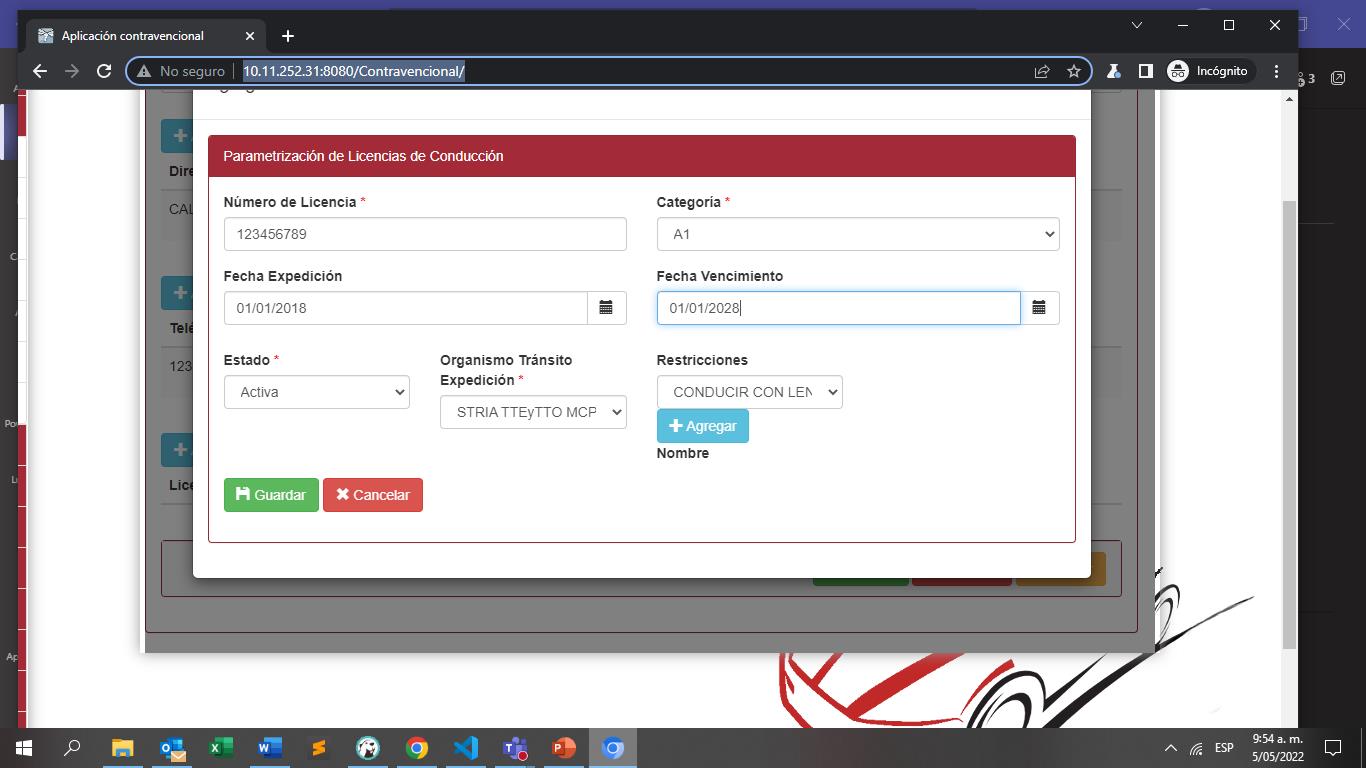 Aplicación contravencional
No seguro
10.11.252.31:8080/Contravencional/
Incógnito
3
Parametrización de Licencias de Conducción
Número de Licencia *
Categoría *
123456789
A1
Fecha Expedición
Fecha Vencimiento
01/01/2018
01/01/2028
Estado *
Organismo Tránsito
Expedición *
Restricciones
Activa
STRIA TTEyTTO MCP
CONDUCIR CON LEN
Agregar
Nombre
Guardar
Cancelar
Dire
CAL
Telé
123
Lice
ESP
9:54 a. m.
5/05/2022